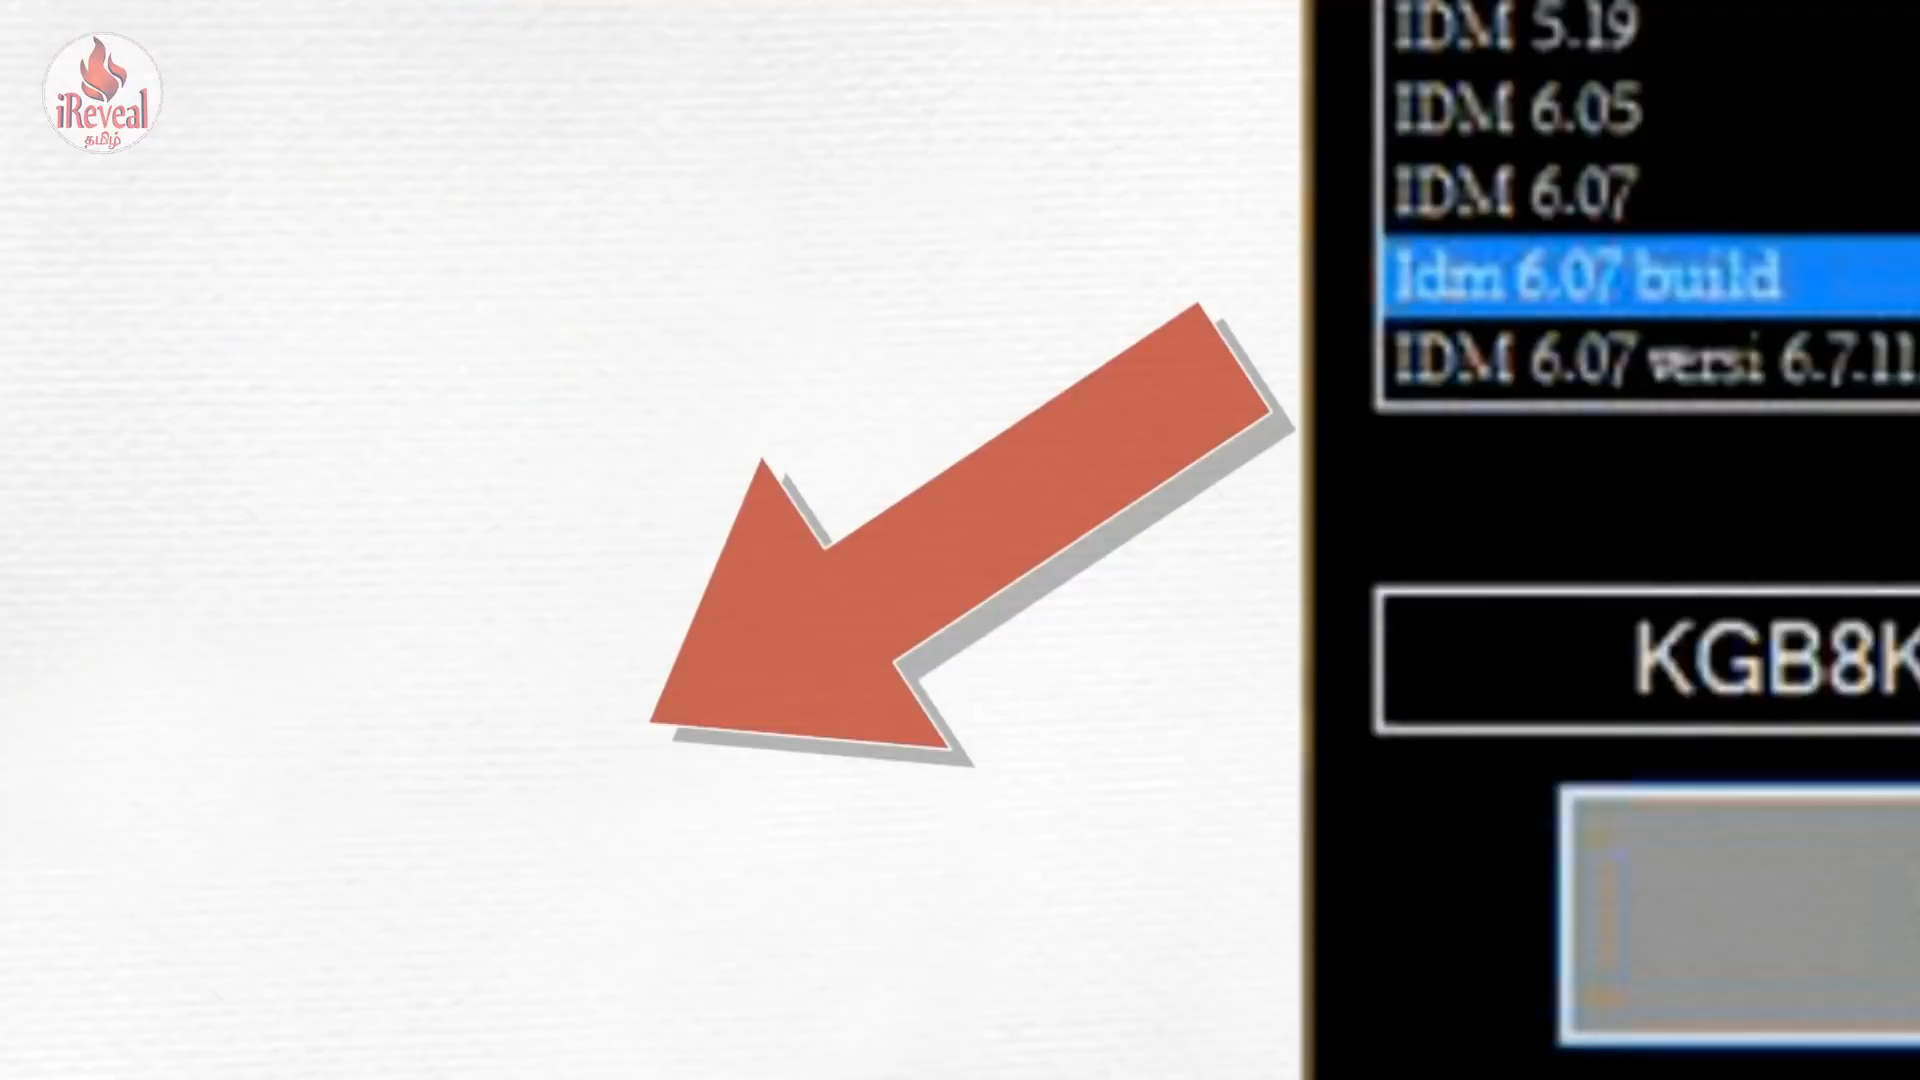 iReveal
தமிழ்
IDM 5.19
IDM 6.05
IDM 6.07
Idm 6.07 build
IDM 6.07 versi 6.7.11
KGB8K